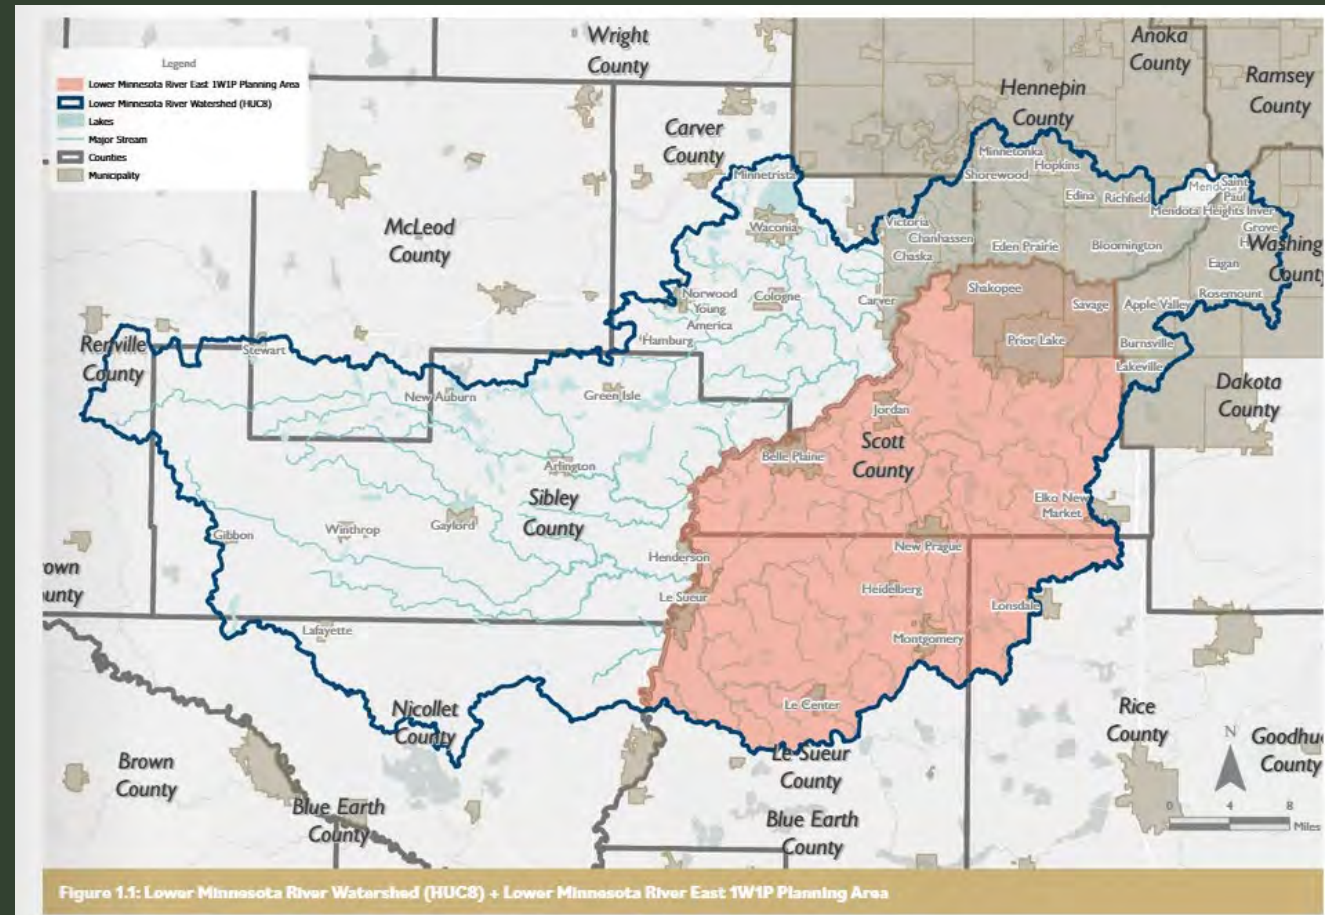 Wright
County
Anoka
County
Ramsey
County
Hennepin
County
Carver
County
McLeod
County
Renville
County
Legend
Lower Minnesota River East 1W1P Planning Area
Lower Minnesota River Watershed (HUC8)
Lakes
Major Stream
Counties
Municipality
Minnetrista
Minnetonka
Hopkins
Shorewood
Edina
Richfield
Saint
Paul
Mendota Heights
Inver
Grove
Washing
County
Victoria
Chanhassen
Chaska
Waconia
Eden Prairie
Bloomington
Eagan
Rosemount
Norwood
Young
America
Cologne
Carver
Hamburg
Shakopee
Savage
Apple Valley
Prior Lake
Burnsville
Lakeville
Dakota
County
Stewart
New Auburn
Green Isle
Jordan
Scott
County
Belle Plaine
Arlington
Sibley
County
Gibbon
Winthrop
Gaylord
Elko New
Market
Henderson
New Prague
Le Sueur
Heidelberg
Lonsdale
own
unty
Lafayette
Montgomery
Nicollet
County
Le Center
Rice
County
N
Goodhu
County
Brown
County
Le Sueur
County
Blue Earth
County
Blue Earth
County
0 4 8
Miles
Figure 1.1: Lower Minnesota River Watershed (HUC8) + Lower Minnesota River East 1W1P Planning Area